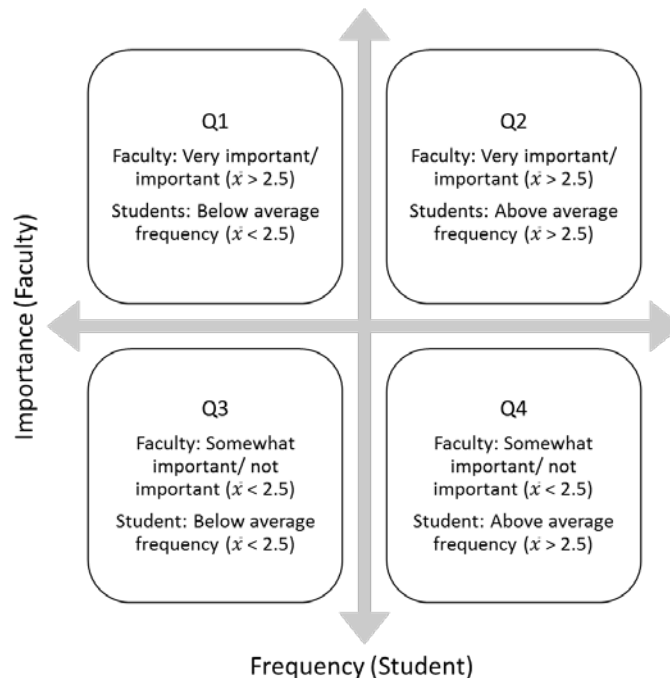 Q1
Faculty: Very important/
important (x̄ > 2.5)
Students: Below average
frequency (x̄ < 2.5)
Q2
Faculty: Very important/
important (x̄ > 2.5)
Students: Above average
frequency (x̄ > 2.5)
Importance (Faculty)
Q3
Faculty: Somewhat
important/ not
important (x̄ < 2.5)
Student: Below average
frequency (x̄ < 2.5)
Q4
Faculty: Somewhat
important/ not
important (x̄ < 2.5)
Student: Above average
frequency (x̄ > 2.5)
Frequency (Student)